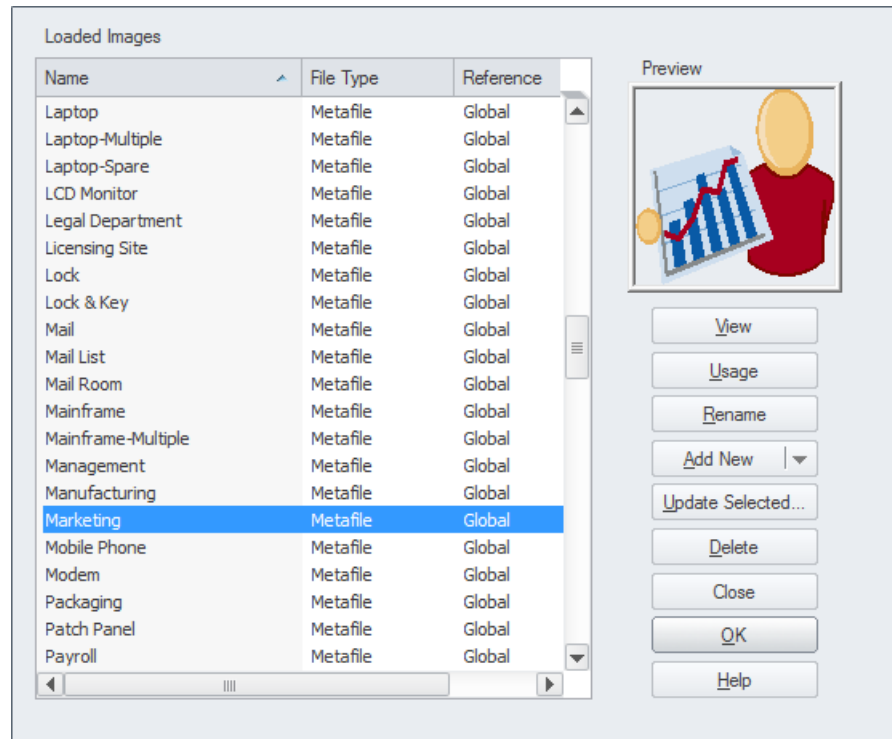 Loaded Images
Name File Type Reference
Laptop Metafile Global
Laptop-Multiple Metafile Global
Laptop-Spare Metafile Global
LCD Monitor Metafile Global
Legal Department Metafile Global
Licensing Site Metafile Global
Lock Metafile Global
Lock & Key Metafile Global
Mail Metafile Global
Mail List Metafile Global
Mail Room Metafile Global
Mainframe Metafile Global
Mainframe-Multiple Metafile Global
Management Metafile Global
Manufacturing Metafile Global
Marketing Metafile Global
Mobile Phone Metafile Global
Modem Metafile Global
Packaging Metafile Global
Patch Panel Metafile Global
Payroll Metafile Global
Preview
View
Usage
Rename
Add New
Update Selected...
Delete
Close
OK
Help